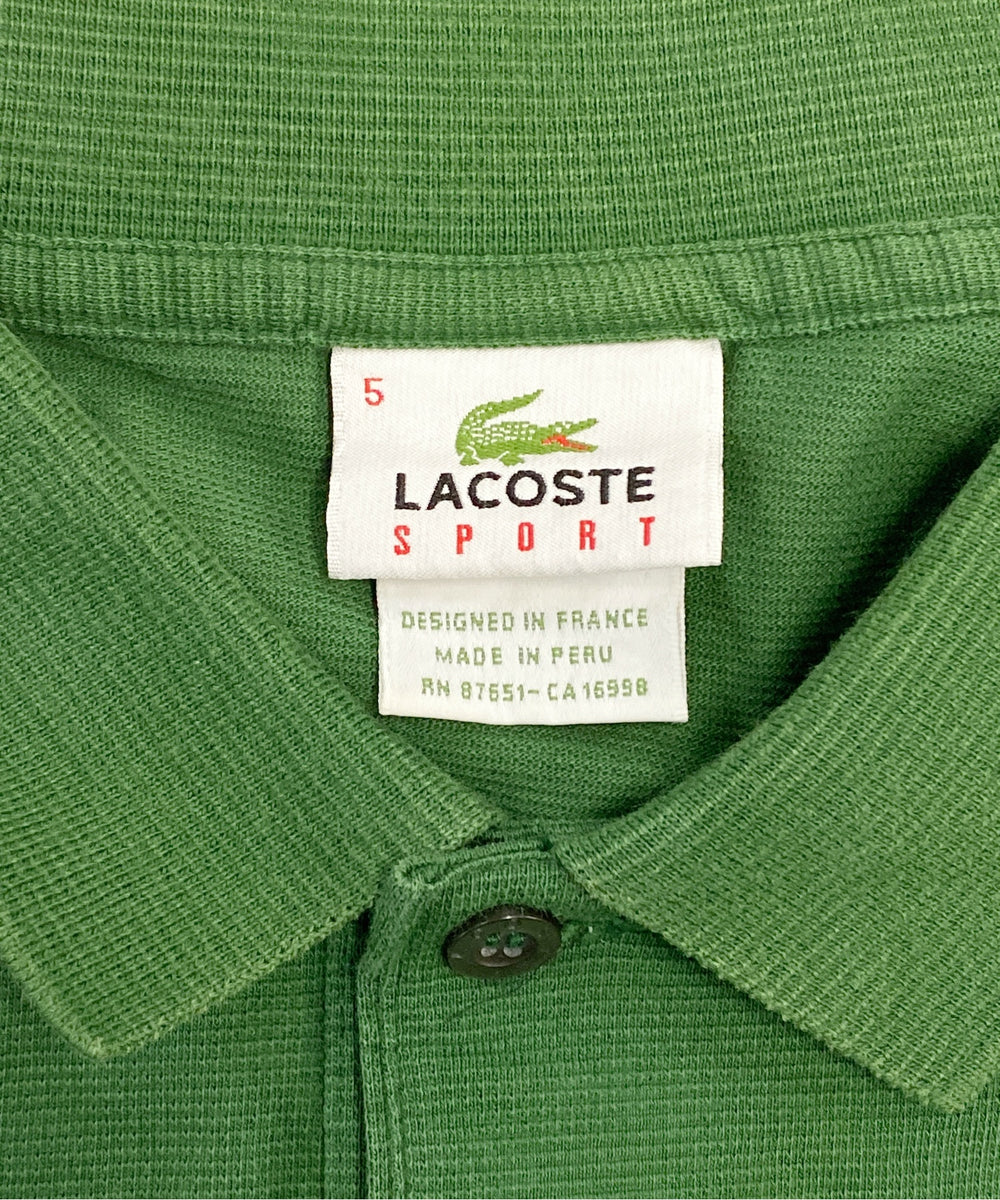 5
LACOSTE
SPORT
DESIGNED IN FRANCE
MADE IN PERU
RN 87651-CA 16998